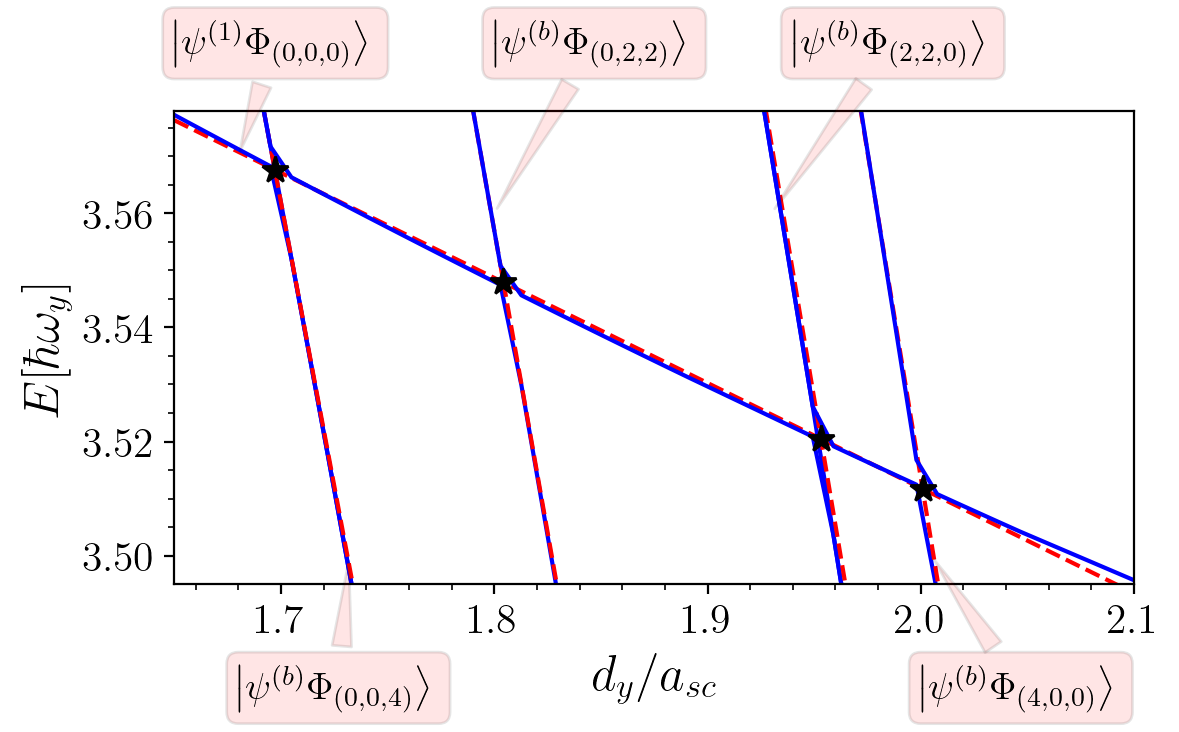 |ψ^(1)Φ_(0,0,0)⟩
|ψ^(b)Φ_(0,2,2)⟩
|ψ^(b)Φ_(2,2,0)⟩
3.56
3.54
3.52
3.50
E[ħω_y]
1.7
1.8
1.9
2.0
2.1
d_y/a_sc
|ψ^(b)Φ_(0,0,4)⟩
|ψ^(b)Φ_(4,0,0)⟩